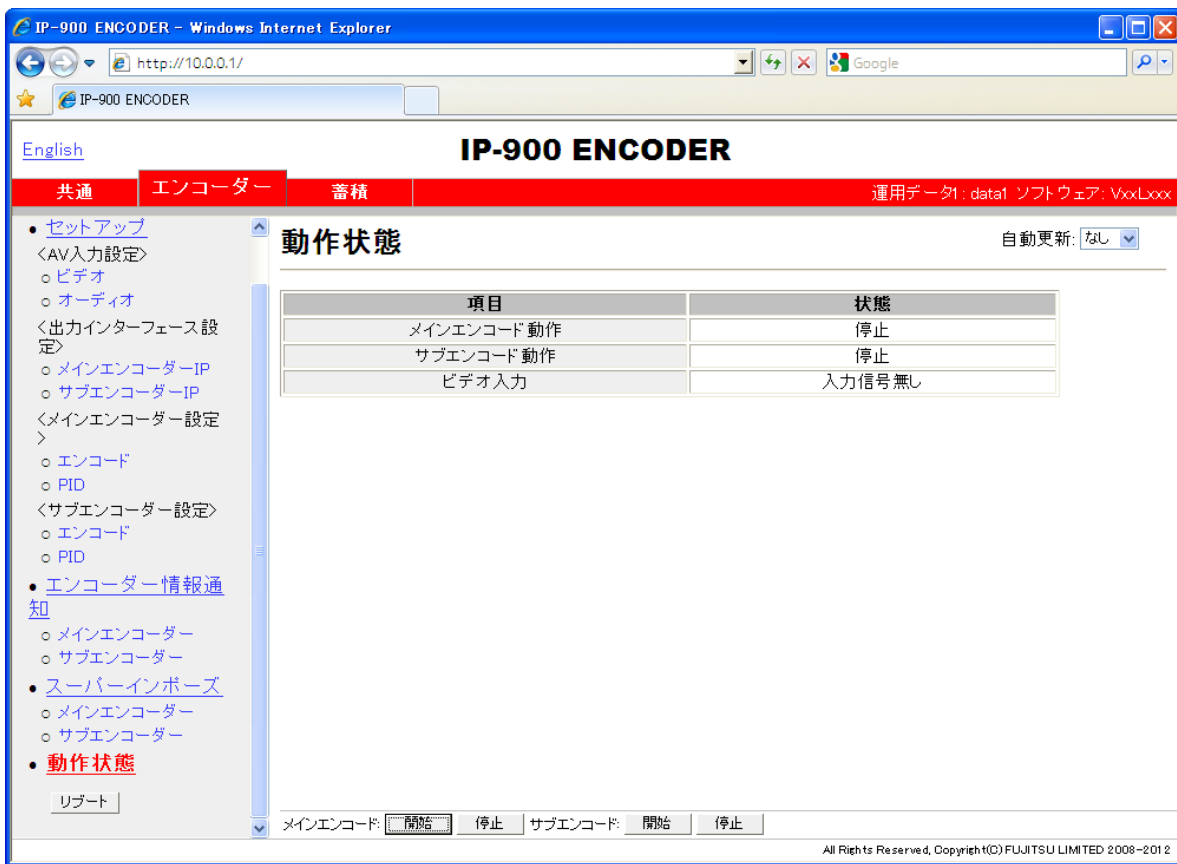 IP-900 ENCODER - Windows Internet Explorer
http://10.0.0.1/
Google
IP-900 ENCODER
English
IP-900 ENCODER
共通
エンコーダー
蓄積
運用データ1: data1 ソフトウェア: VxxLxxx
セットアップ
<AV入力設定>
ビデオ
オーディオ
<出力インターフェース設
定>
メインエンコーダーIP
サブエンコーダーIP
<メインエンコーダー設定
>
エンコード
PID
<サブエンコーダー設定>
エンコード
PID
エンコーダー情報通
知
メインエンコーダー
サブエンコーダー
スーパーインポーズ
メインエンコーダー
サブエンコーダー
動作状態
リブート
動作状態
自動更新: なし
項目 状態
メインエンコード動作 停止
サブエンコード動作 停止
ビデオ入力 入力信号無し
メインエンコード: 開始 停止 サブエンコード: 開始 停止
All Rights Reserved, Copyright(C) FUJITSU LIMITED 2008-2012